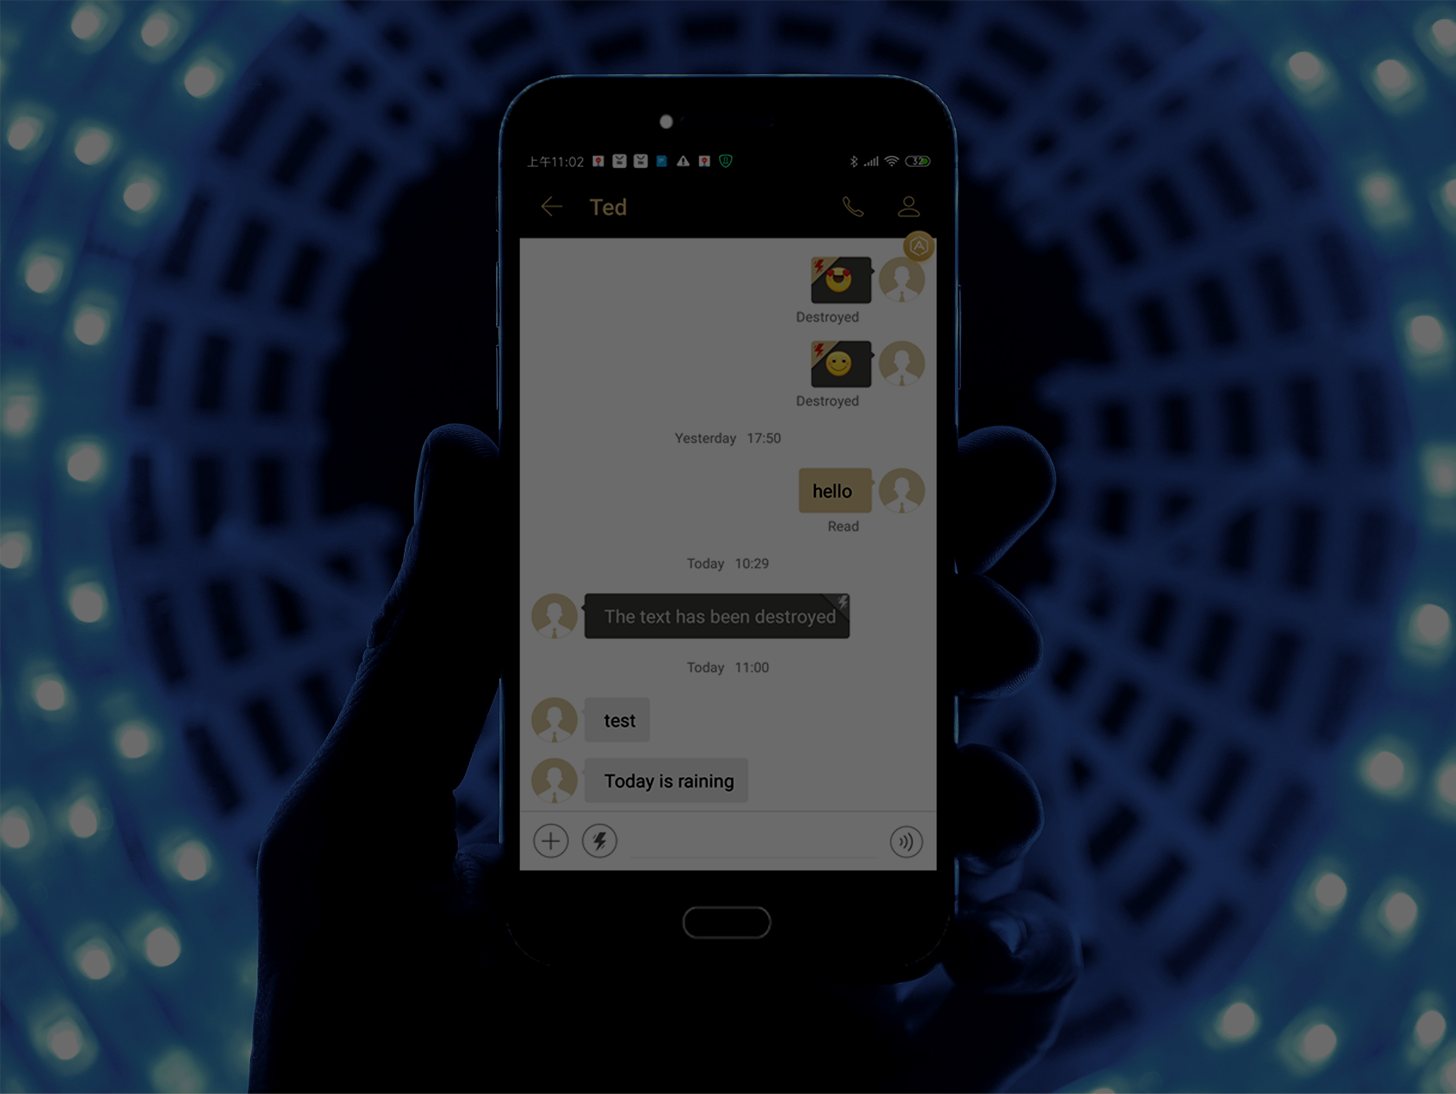 上午11:02 32
Ted
Destroyed
Destroyed
Yesterday 17:50
hello
Read
Today 10:29
The text has been destroyed
Today 11:00
test
Today is raining